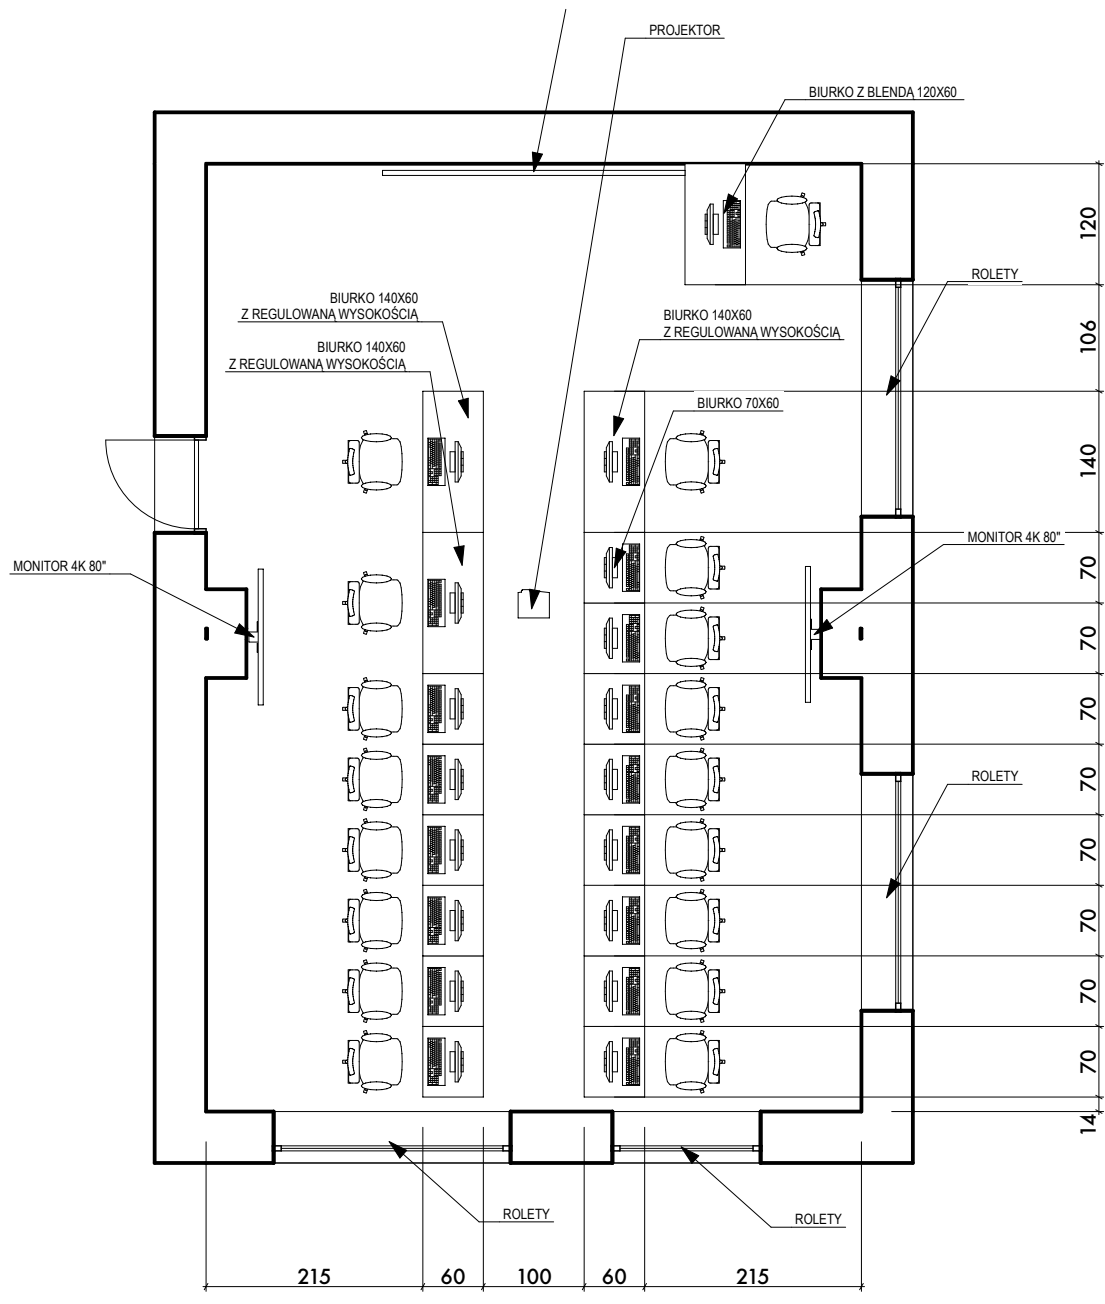 PROJEKTOR
BIURKO Z BLENDĄ 120X60
120
ROLETY
BIURKO 140X60
Z REGULOWANĄ WYSOKOŚCIĄ
BIURKO 140X60
Z REGULOWANĄ WYSOKOŚCIĄ
BIURKO 140X60
Z REGULOWANĄ WYSOKOŚCIĄ
106
BIURKO 70X60
140
MONITOR 4K 80"
MONITOR 4K 80"
70
70
70
70
ROLETY
70
70
70
70
14
ROLETY
ROLETY
215
60
100
60
215